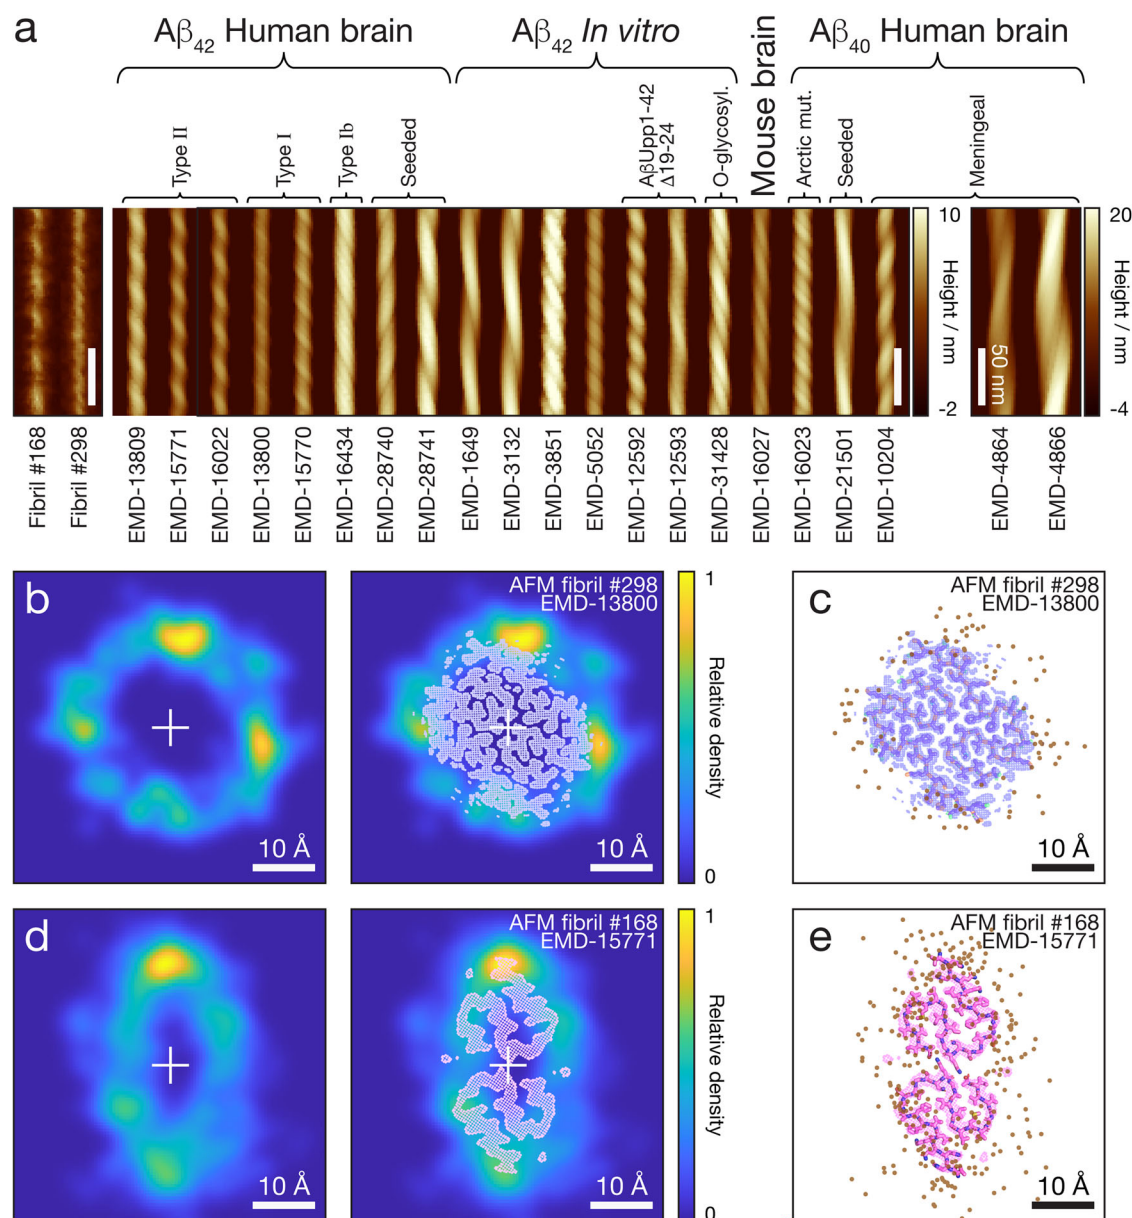 a
Aβ42 Human brain
Aβ42 In vitro
Mouse brain
Aβ40 Human brain
Type II
Type I
Type Ib
Seeded
AβUpp1-42
Δ19-24
O-glycosyl.
Arctic mut.
Seeded
Meningeal
10
Height / nm
-2
50 nm
20
Height / nm
-4
Fibril #168
Fibril #298
EMD-13809
EMD-15771
EMD-16022
EMD-13800
EMD-15770
EMD-16434
EMD-28740
EMD-28741
EMD-1649
EMD-3132
EMD-3851
EMD-5052
EMD-12592
EMD-12593
EMD-31428
EMD-16027
EMD-16023
EMD-21501
EMD-10204
EMD-4864
EMD-4866
b
10 Å
AFM fibril #298
EMD-13800
10 Å
1
Relative density
0
c
AFM fibril #298
EMD-13800
10 Å
d
10 Å
AFM fibril #168
EMD-15771
10 Å
1
Relative density
0
e
AFM fibril #168
EMD-15771
10 Å